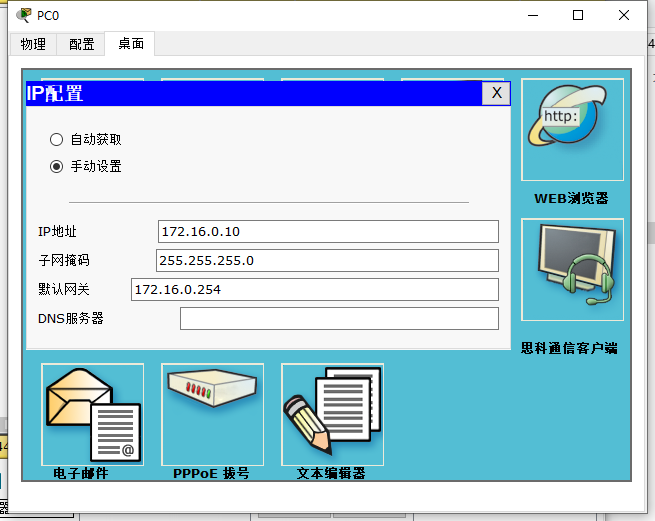 PC0
物理 配置 桌面
IP配置 X
自动获取
手动设置
IP地址 172.16.0.10
子网掩码 255.255.255.0
默认网关 172.16.0.254
DNS服务器
http:
WEB浏览器
思科通信客户端
@
电子邮件 PPPoE 拨号 文本编辑器